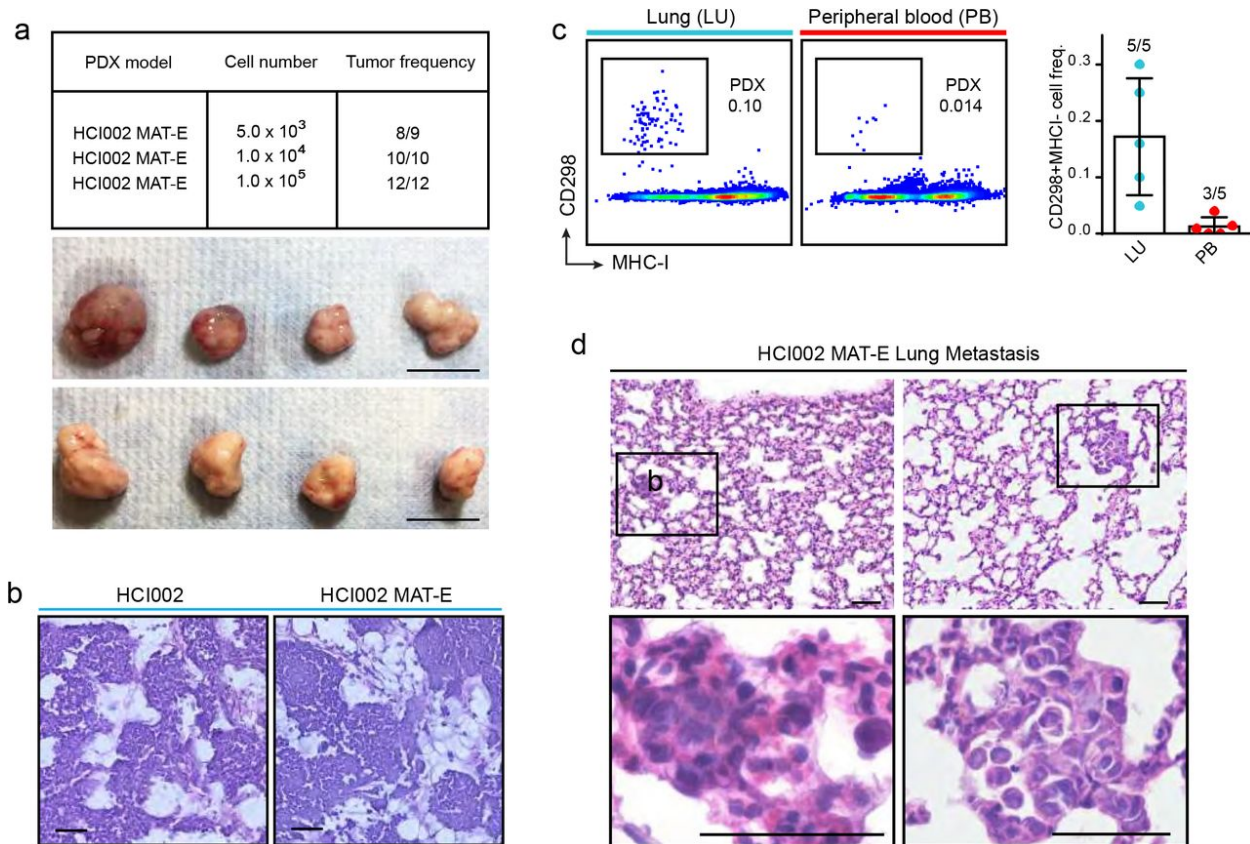 a
PDX model Cell number Tumor frequency
HCI002 MAT-E 5.0 x 10³ 8/9
HCI002 MAT-E 1.0 x 10⁴ 10/10
HCI002 MAT-E 1.0 x 10⁵ 12/12
b
HCI002 HCI002 MAT-E
c
Lung (LU) Peripheral blood (PB)
PDX
0.10
PDX
0.014
CD298
MHC-I
CD298+MHCI- cell freq.
0.3
0.2
0.1
0.0
5/5
3/5
LU PB
d
HCI002 MAT-E Lung Metastasis
b